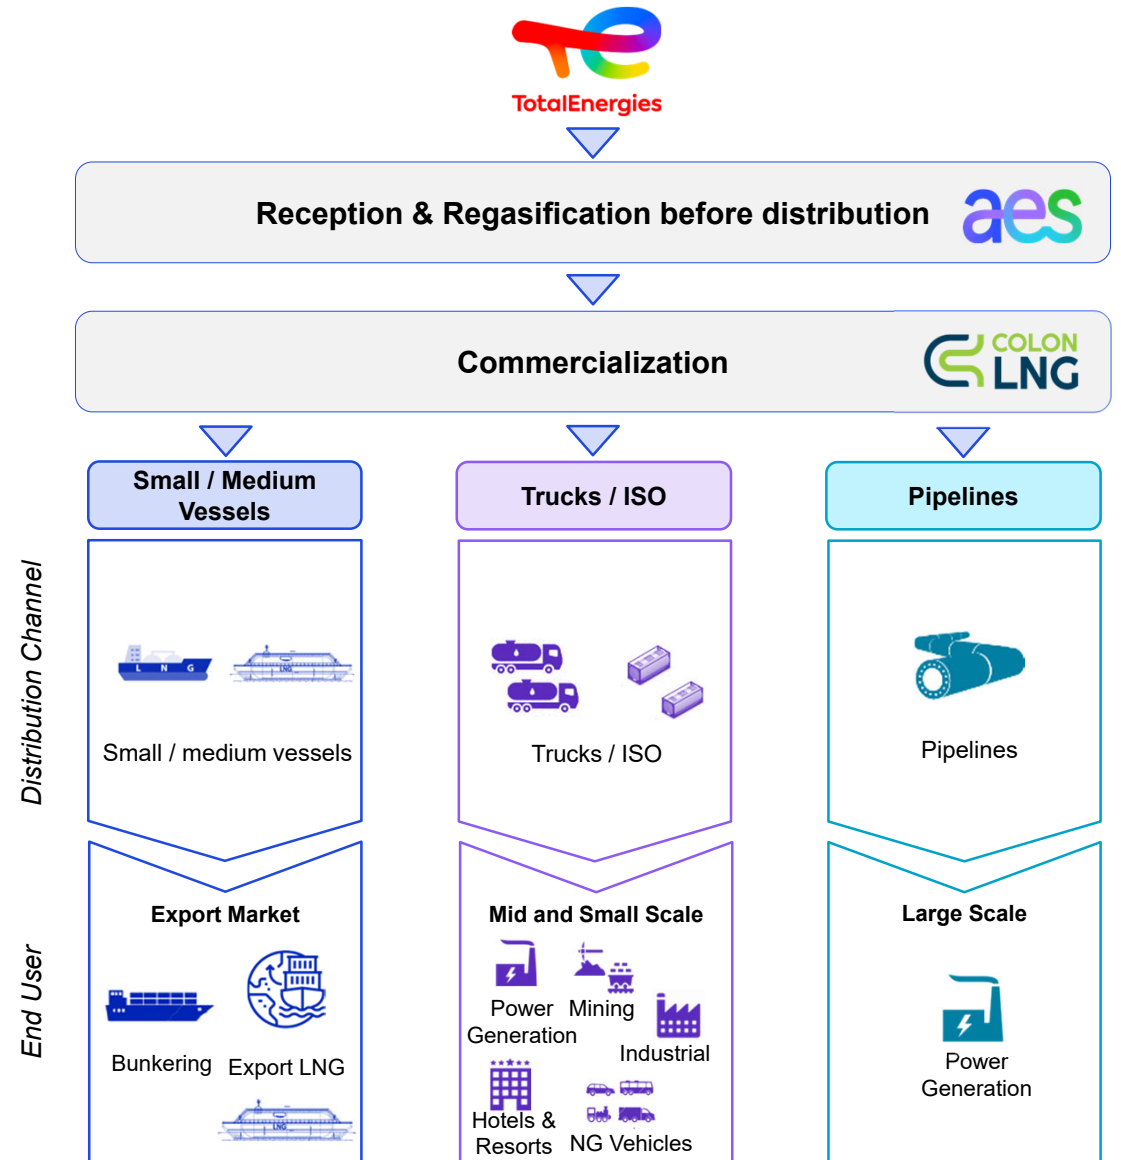 TotalEnergies
Reception & Regasification before distribution
aes
Commercialization
COLON
LNG
Small / Medium
Vessels
Trucks / ISO
Pipelines
Distribution Channel
L N G
LNG
Small / medium vessels
Trucks / ISO
Pipelines
End User
Export Market
Bunkering
Export LNG
LNG
Mid and Small Scale
Power
Generation
Mining
Industrial
Hotels &
Resorts
NG Vehicles
Large Scale
Power
Generation